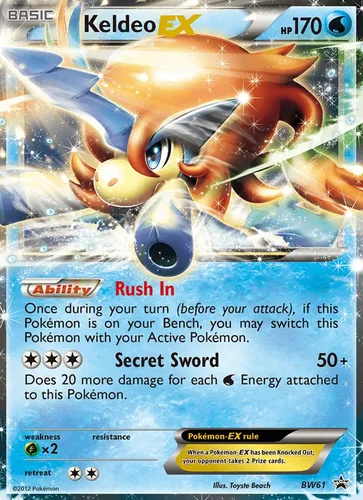 BASIC
Keldeo EX
HP170
Ability Rush In
Once during your turn (before your attack), if this
Pokémon is on your Bench, you may switch this
Pokémon with your Active Pokémon.
Secret Sword 50+
Does 20 more damage for each Energy attached
to this Pokémon.
weakness resistance
×2
retreat
Pokémon-EX rule
When a Pokémon-EX has been Knocked Out,
your opponent takes 2 Prize cards.
©2012 Pokémon
Illus. Toyste Beach
BW61